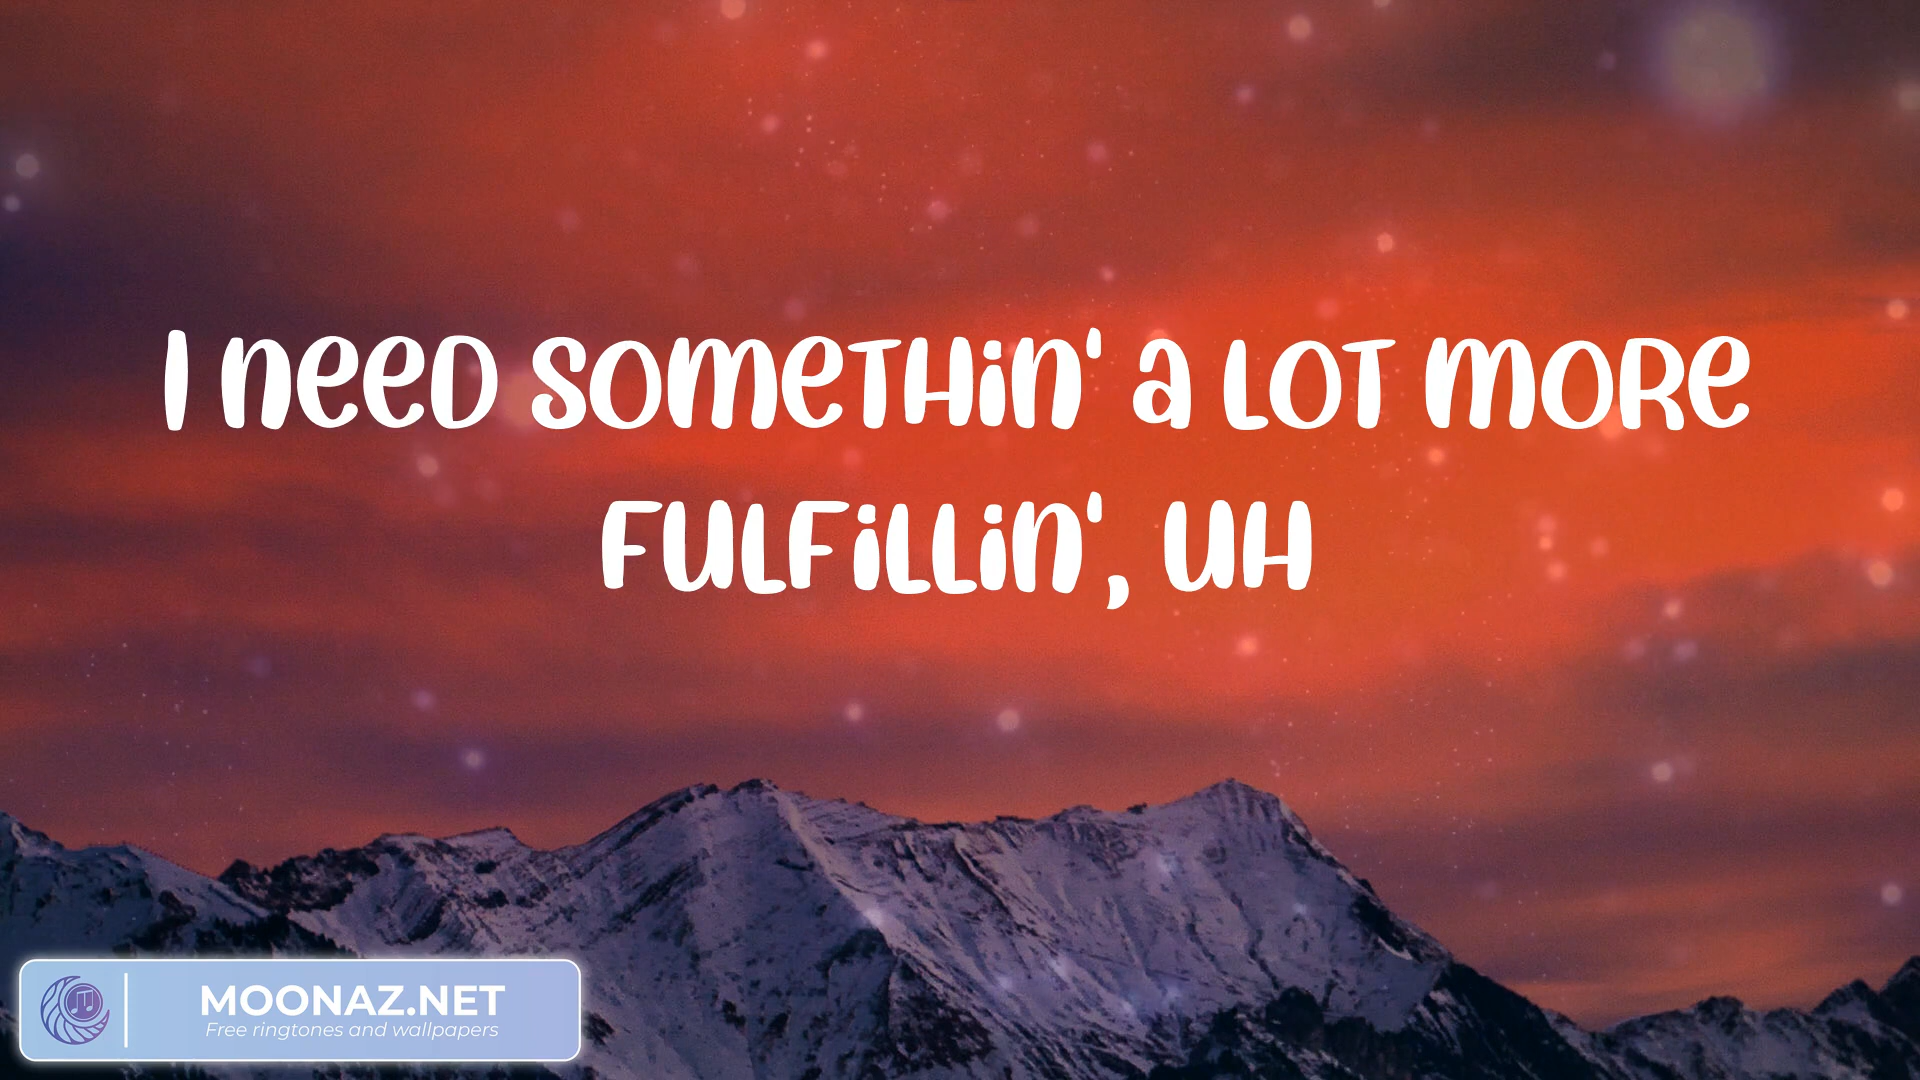 I need somethin' a lot more
fulfillin', uh
MOONAZ.NET
Free ringtones and wallpapers